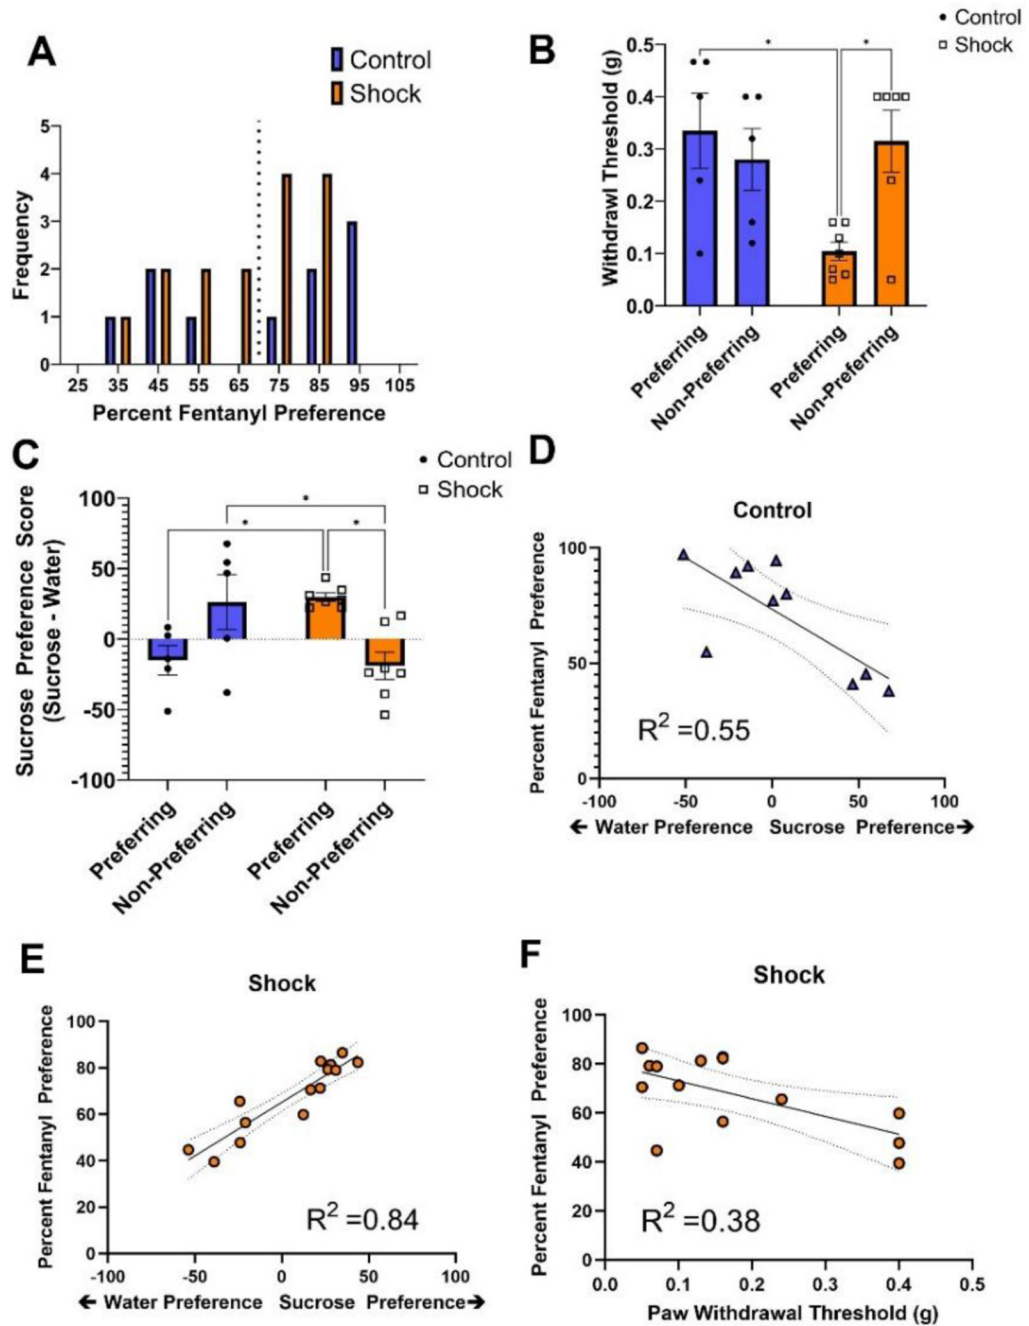 A
Control
Shock
5
4
3
2
1
0
Frequency
25 35 45 55 65 75 85 95 105
Percent Fentanyl Preference
B
Control
Shock
* *
0.5
0.4
0.3
0.2
0.1
0.0
Withdrawl Threshold (g)
Preferring
Non-Preferring
Preferring
Non-Preferring
C
Control
Shock
*
* *
100
50
0
-50
-100
Sucrose Preference Score
(Sucrose - Water)
Preferring
Non-Preferring
Preferring
Non-Preferring
D
Control
100
50
0
Percent Fentanyl Preference
R2 =0.55
-100 -50 0 50 100
← Water Preference Sucrose Preference→
E
Shock
100
80
60
40
20
0
Percent Fentanyl Preference
R2 =0.84
-100 -50 0 50 100
← Water Preference Sucrose Preference→
F
Shock
100
80
60
40
20
0
Percent Fentanyl Preference
R2 =0.38
0.0 0.1 0.2 0.3 0.4 0.5
Paw Withdrawal Threshold (g)